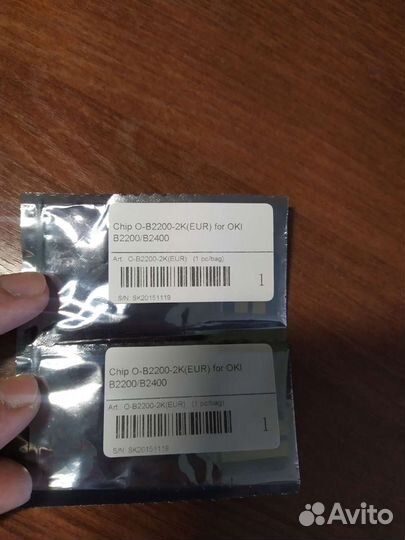 Chip O-B2200-2K(EUR) for OKI
B2200/B2400
Art. O-B2200-2K(EUR) (1 pc/bag)
1
S/N: SK20151119
Chip O-B2200-2K(EUR) for OKI
B2200/B2400
Art. O-B2200-2K(EUR) (1 pc/bag)
1
S/N: SK20151119
Avito